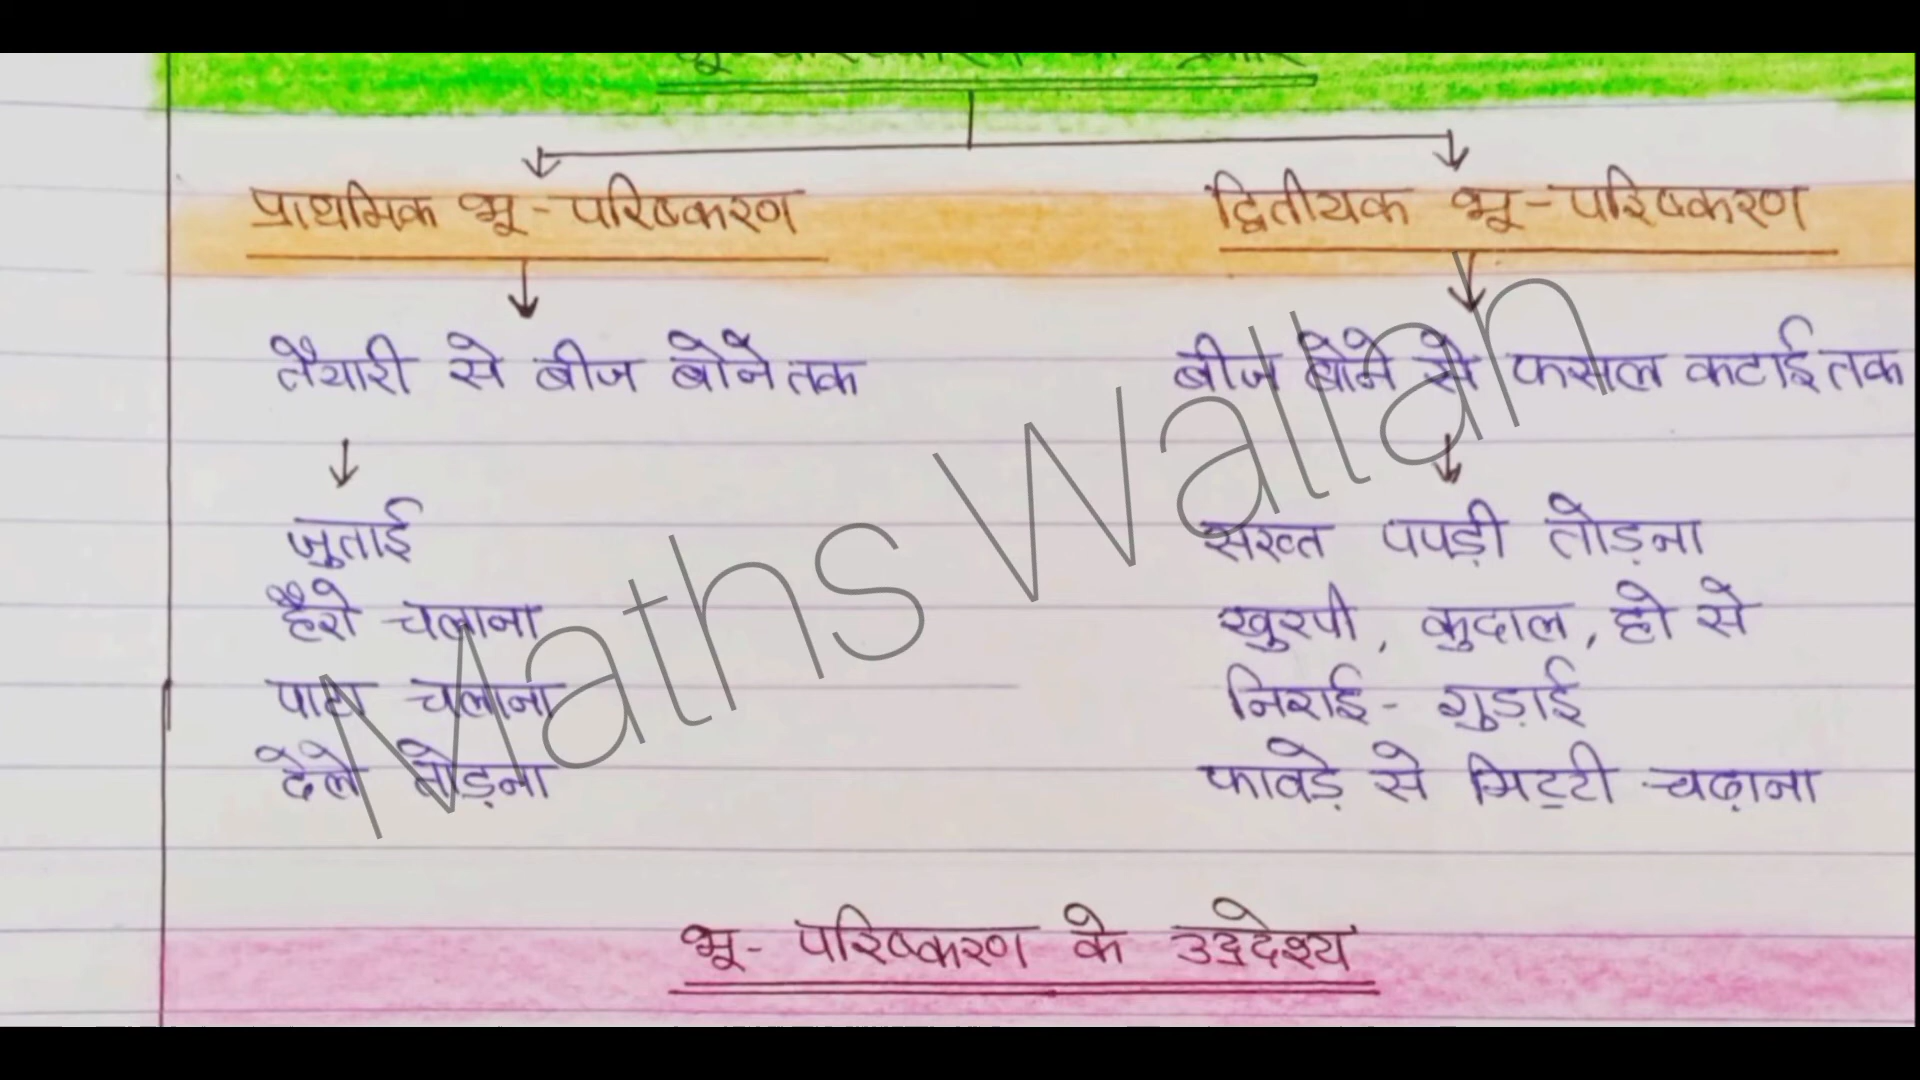 प्राथमिक भू-परिष्करण द्वितीयक भू-परिष्करण
तैयारी से बीज बोने तक बीज बोने से फसल कटाई तक
जुताई सख्त पपड़ी तोड़ना
हैरो चलाना खुरपी, कुदाल, हो से
पाटा चलाना निराई-गुड़ाई
ढेले तोड़ना फावड़े से मिट्टी चढ़ाना
भू-परिष्करण के उद्देश्य
Maths Wallah